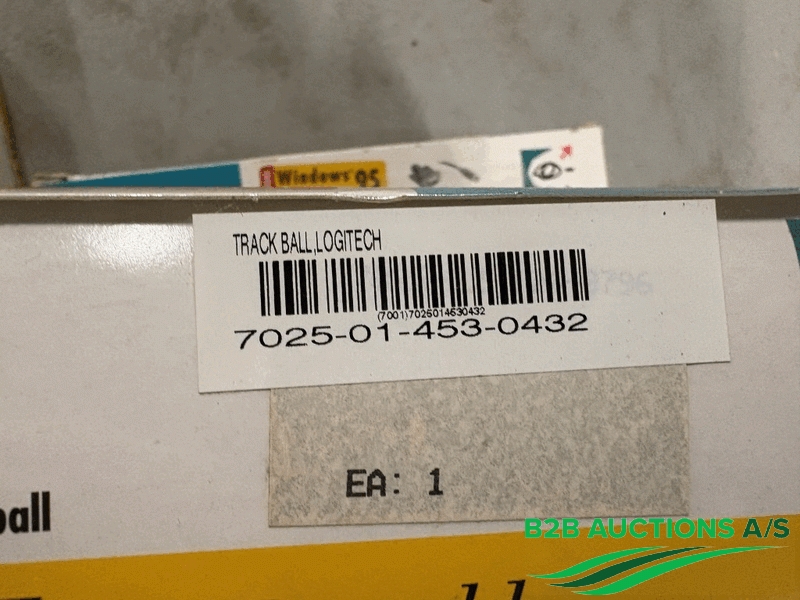 Windows 95
TRACK BALL,LOGITECH
(7001)7025014530432
7025-01-453-0432
EA: 1
ball
B2B AUCTIONS A/S